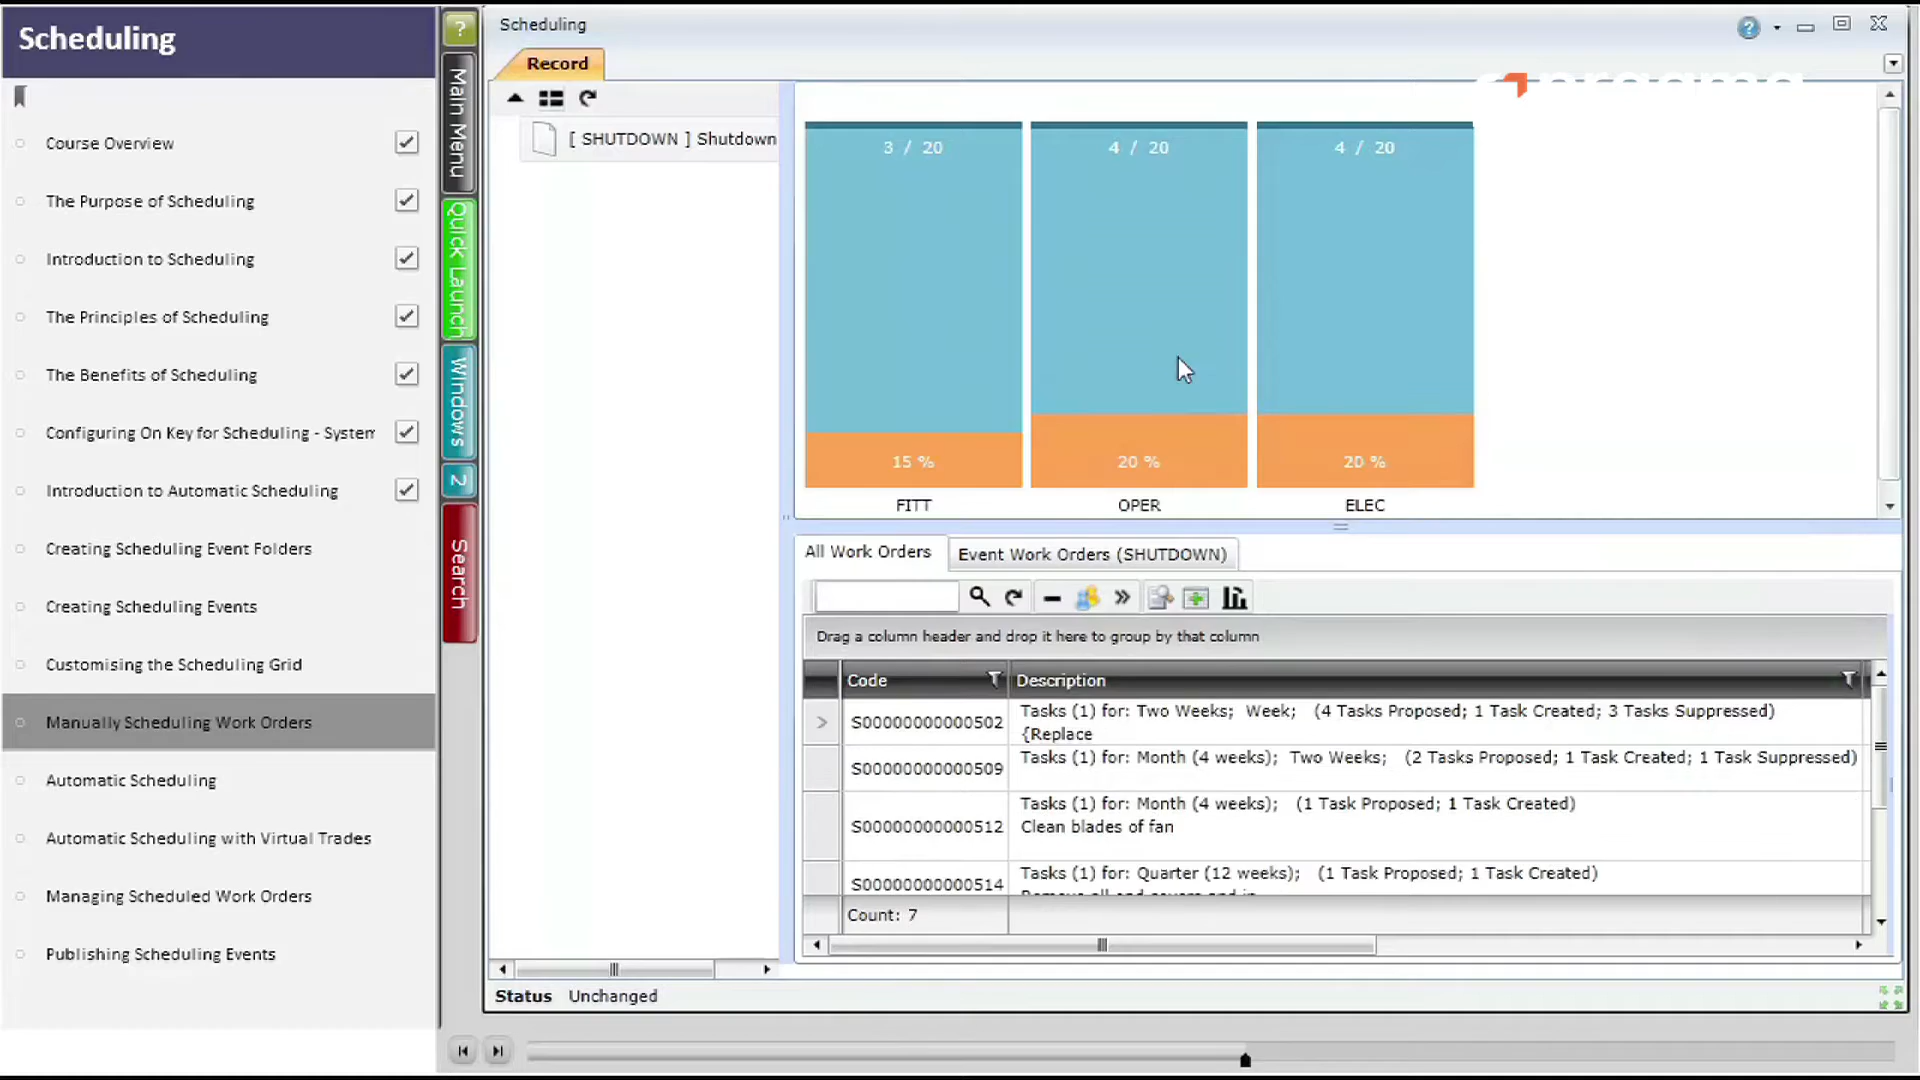 Scheduling
Course Overview
The Purpose of Scheduling
Introduction to Scheduling
The Principles of Scheduling
The Benefits of Scheduling
Configuring On Key for Scheduling - System
Introduction to Automatic Scheduling
Creating Scheduling Event Folders
Creating Scheduling Events
Customising the Scheduling Grid
Manually Scheduling Work Orders
Automatic Scheduling
Automatic Scheduling with Virtual Trades
Managing Scheduled Work Orders
Publishing Scheduling Events
?
Main Menu
Quick Launch
Windows
2
Search
Scheduling
?
Record
[ SHUTDOWN ] Shutdown
3 / 20
4 / 20
4 / 20
15 %
20 %
20 %
FITT
OPER
ELEC
All Work Orders
Event Work Orders (SHUTDOWN)
Drag a column header and drop it here to group by that column
Code
Description
S00000000000502
Tasks (1) for: Two Weeks; Week; (4 Tasks Proposed; 1 Task Created; 3 Tasks Suppressed)
{Replace
S00000000000509
Tasks (1) for: Month (4 weeks); Two Weeks; (2 Tasks Proposed; 1 Task Created; 1 Task Suppressed)
S00000000000512
Tasks (1) for: Month (4 weeks); (1 Task Proposed; 1 Task Created)
Clean blades of fan
S00000000000514
Tasks (1) for: Quarter (12 weeks); (1 Task Proposed; 1 Task Created)
Count: 7
Status Unchanged